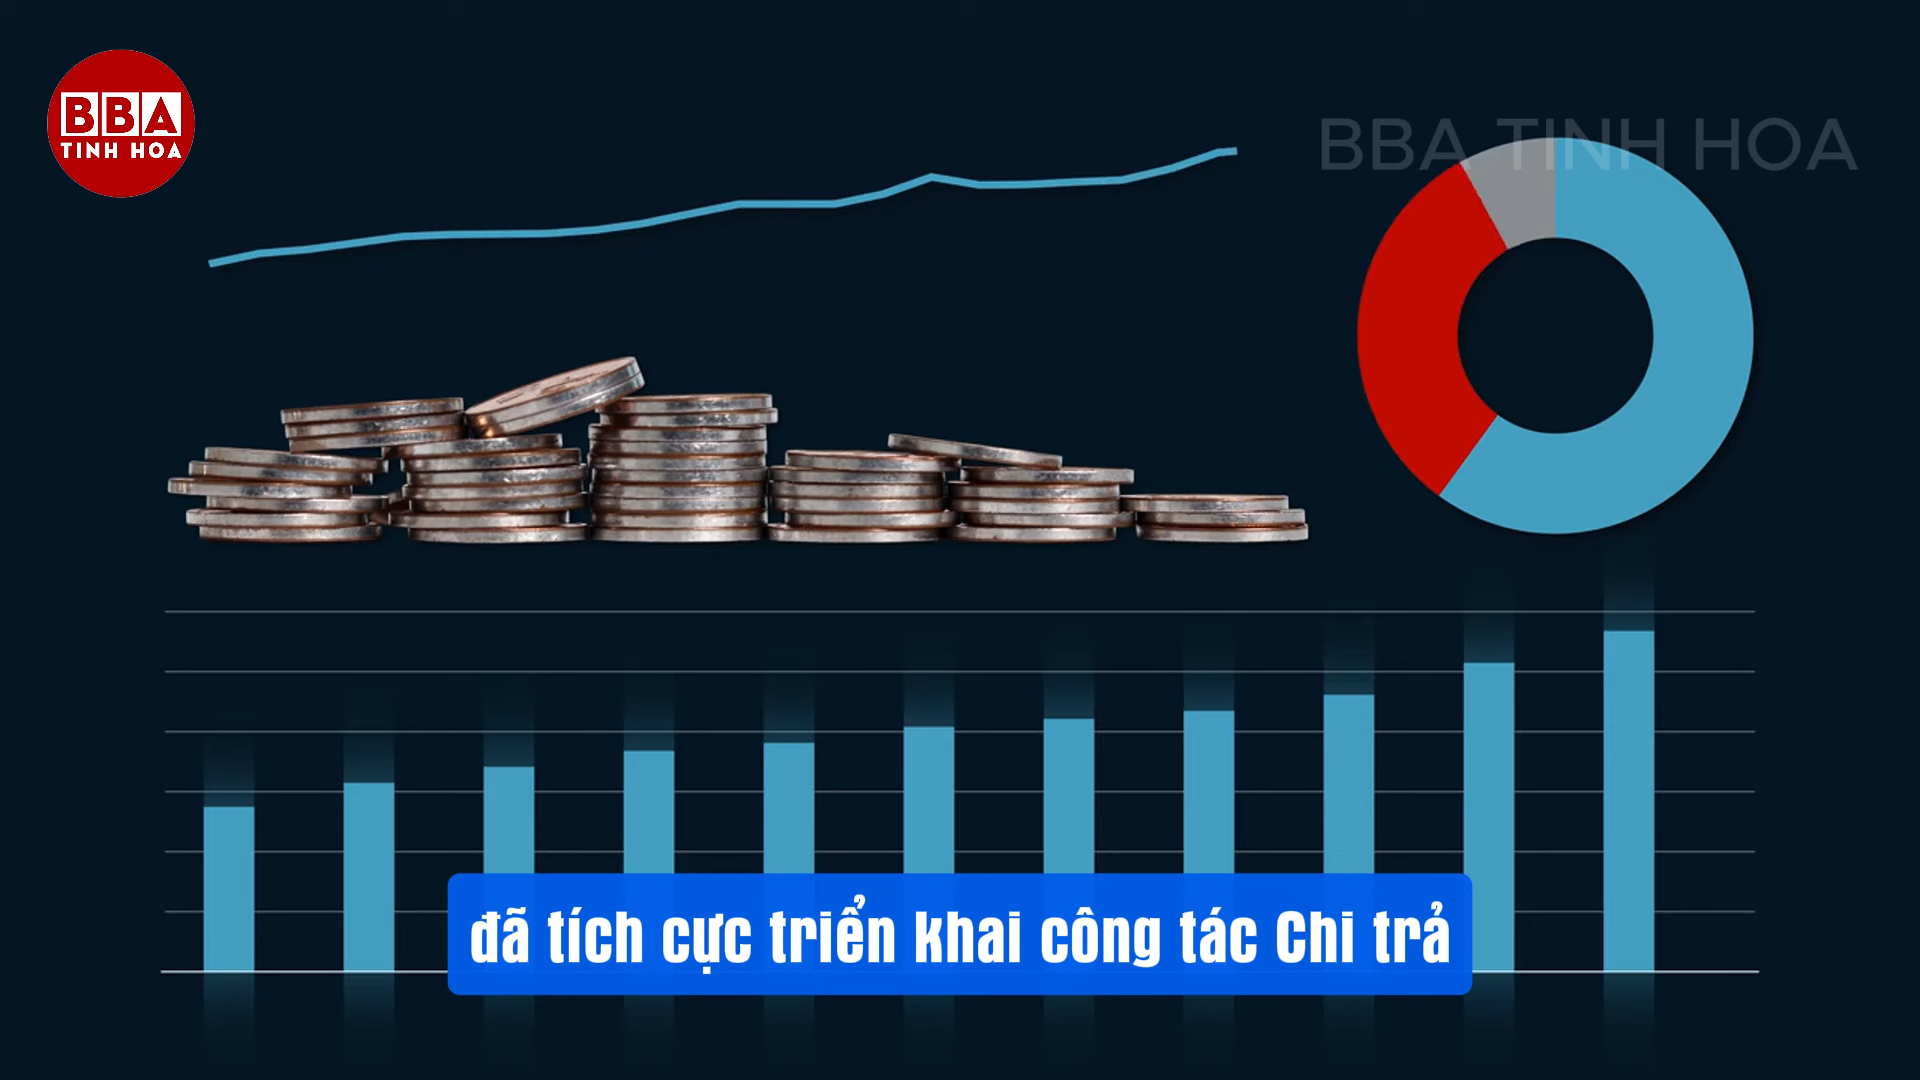 BBA
TINH HOA
BBA TINH HOA
đã tích cực triển khai công tác Chi trả